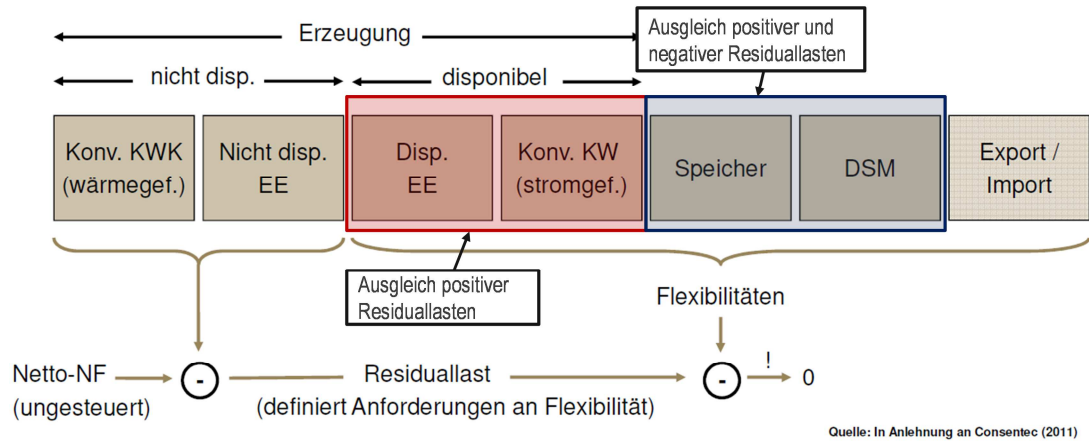 Erzeugung
Ausgleich positiver und
negativer Residuallasten
nicht disp.
disponibel
Konv. KWK
(wärmegef.)
Nicht disp.
EE
Disp.
EE
Konv. KW
(stromgef.)
Speicher
DSM
Export /
Import
Ausgleich positiver
Residuallasten
Flexibilitäten
Netto-NF
(ungesteuert)
-
Residuallast
(definiert Anforderungen an Flexibilität)
-
!
0
Quelle: In Anlehnung an Consentec (2011)